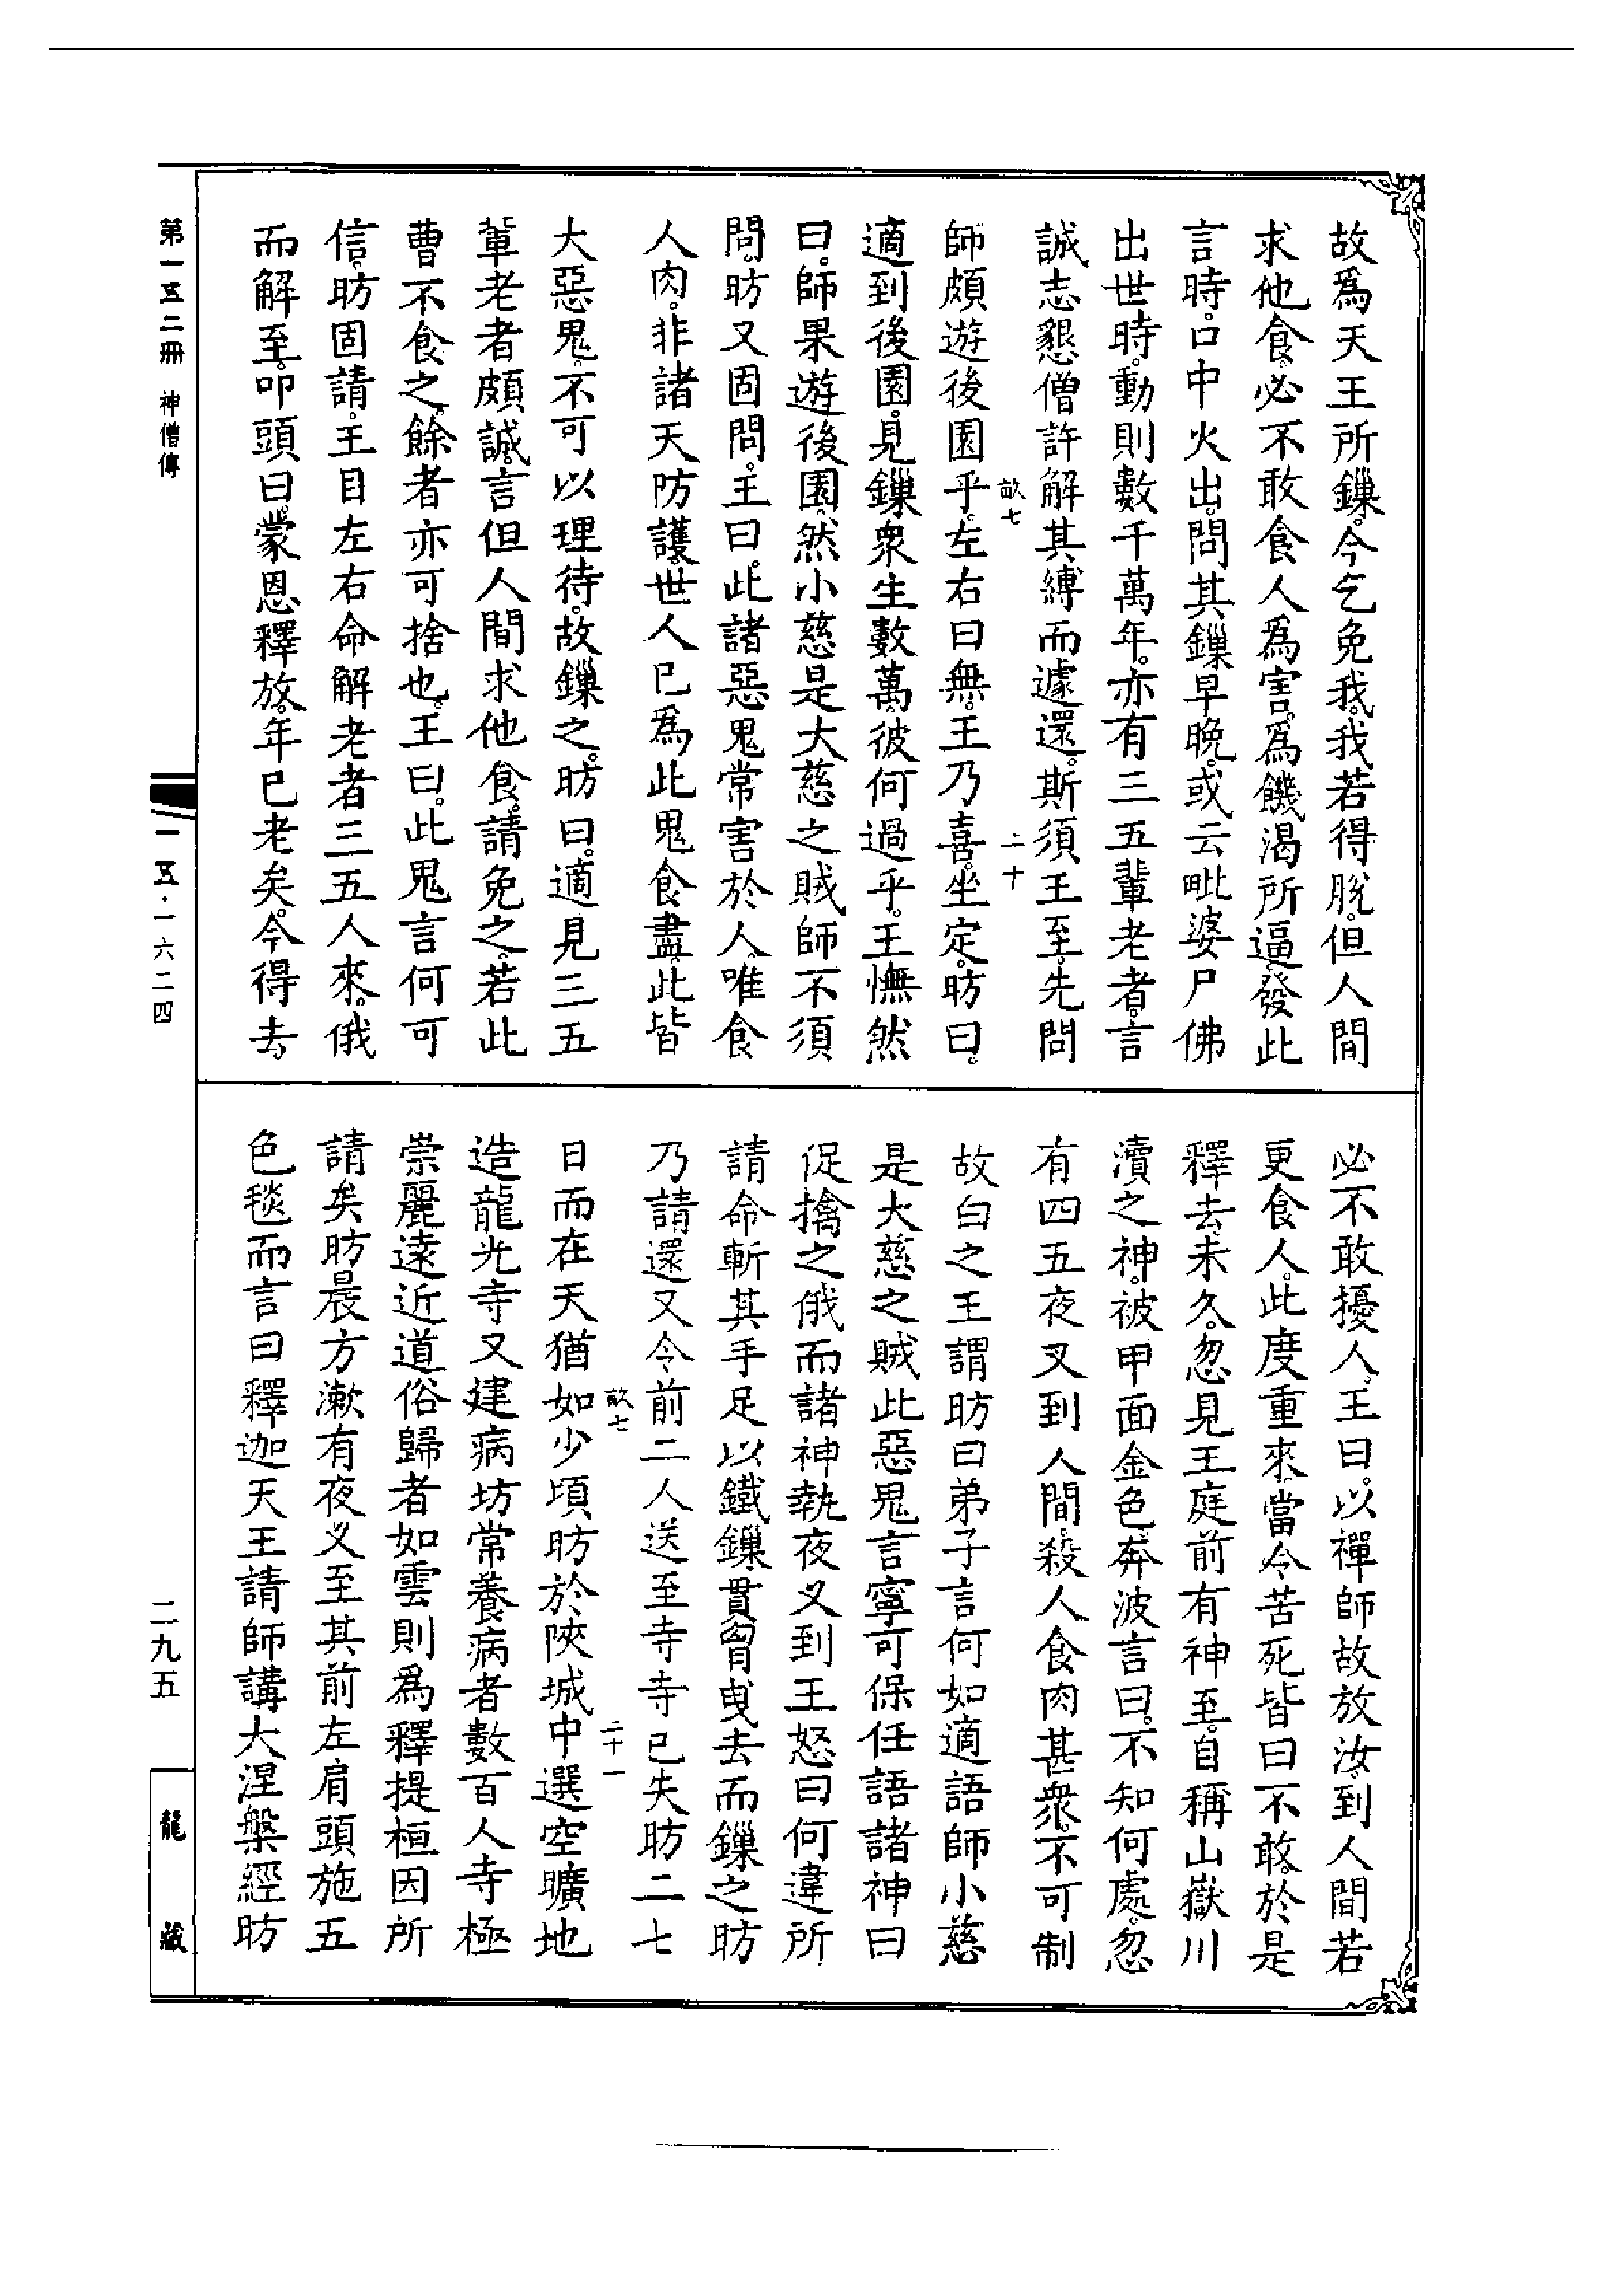 故爲天王所鏁。今乞免我。我若得脫。但人間
求他食。必不敢食人爲害。爲饑渴所逼。發此
言時。口中火出。問其鏁早晚。或云毗婆尸佛
出世時。動則數千萬年。亦有三五輩老者。言
誠志懇僧許解其縛而遽還。斯須王至。先問
畝七
二十
師頗遊後園乎。左右曰無。王乃喜。坐定。昉曰。
適到後園。見鏁衆生數萬。彼何過乎。王憮然
曰。師果遊後園。然小慈是大慈之賊師不須
問。昉又固問。王曰。此諸惡鬼常害於人。唯食
人肉。非諸天防護。世人已爲此鬼食盡。此皆
大惡鬼。不可以理待。故鏁之。昉曰。適見三五
輩老者頗誠。言但人間求他食。請免之。若此
曹不食之。餘者亦可捨也。王曰。此鬼言何可
信。昉固請。王目左右命解老者三五人來。俄
而解至。叩頭曰。蒙恩釋放。年已老矣。今得去
必不敢擾人。王曰。以禪師故放汝。到人間若
更食人。此度重來。當令苦死皆曰不敢。於是
釋去。未久。忽見王庭前有神至。自稱山嶽川
瀆之神。被甲面金色。奔波言曰。不知何處。忽
有四五夜叉到人間。殺人食肉甚衆。不可制
故白之王謂昉曰弟子言何如適語師小慈
是大慈之賊此惡鬼言寧可保任語諸神曰
促擒之俄而諸神執夜叉到王怒曰何違所
請命斬其手足以鐵鏁貫胷曳去而鏁之昉
乃請還又令前二人送至寺寺已失昉二七
畝七
二十一
日而在天猶如少頃昉於陝城中選空曠地
造龍光寺又建病坊常養病者數百人寺極
崇麗遠近道俗歸者如雲則爲釋提桓因所
請矣昉晨方漱有夜叉至其前左肩頭施五
色毯而言曰釋迦天王請師講大涅槃經昉
第一五二冊 神僧傳
一五·一六二四
二九五
龍藏